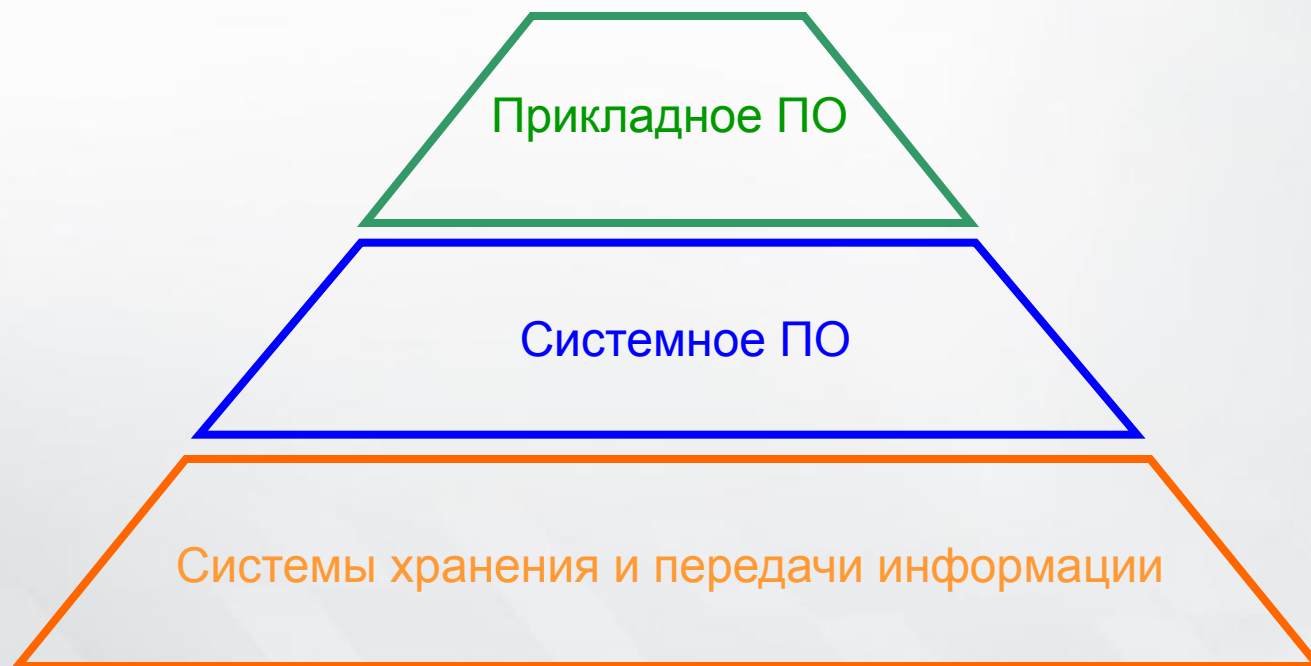 Прикладное ПО
Системное ПО
Системы хранения и передачи информации